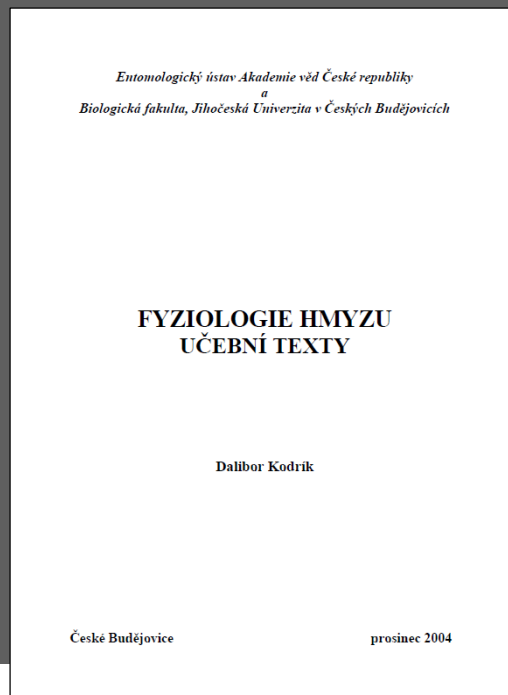 Entomologický ústav Akademie věd České republiky
a
Biologická fakulta, Jihočeská Univerzita v Českých Budějovicích
FYZIOLOGIE HMYZU
UČEBNÍ TEXTY
Dalibor Kodrík
České Budějovice prosinec 2004